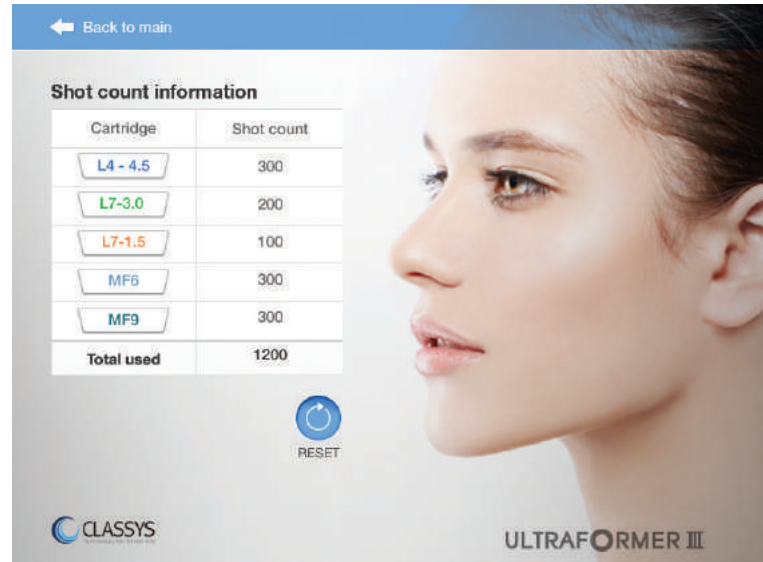 Back to main
Shot count information
Cartridge Shot count
L4 - 4.5 300
L7-3.0 200
L7-1.5 100
MF6 300
MF9 300
Total used 1200
RESET
CLASSYS
ULTRAFORMER III